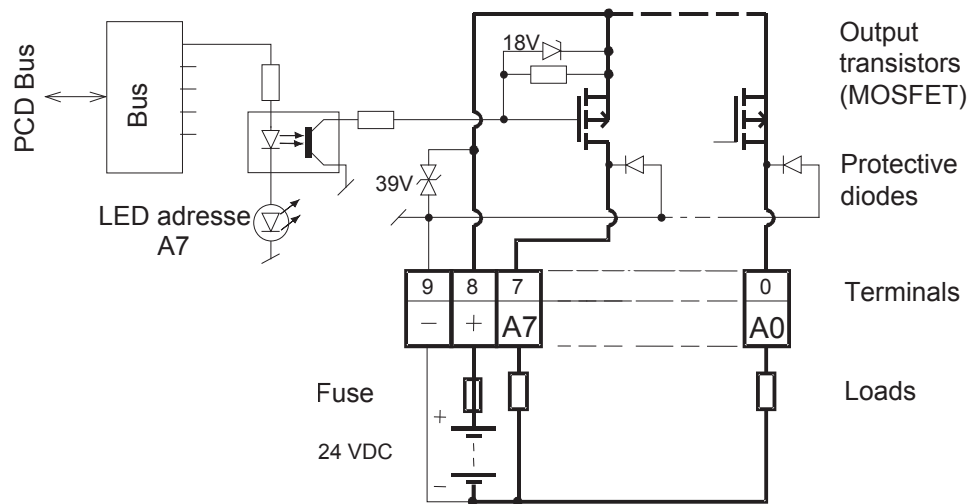 Output
transistors
(MOSFET)
18V
PCD Bus
Bus
39V
Protective
diodes
LED adresse
A7
9 8 7 0
– + A7 A0
Terminals
Fuse
Loads
+
24 VDC
–